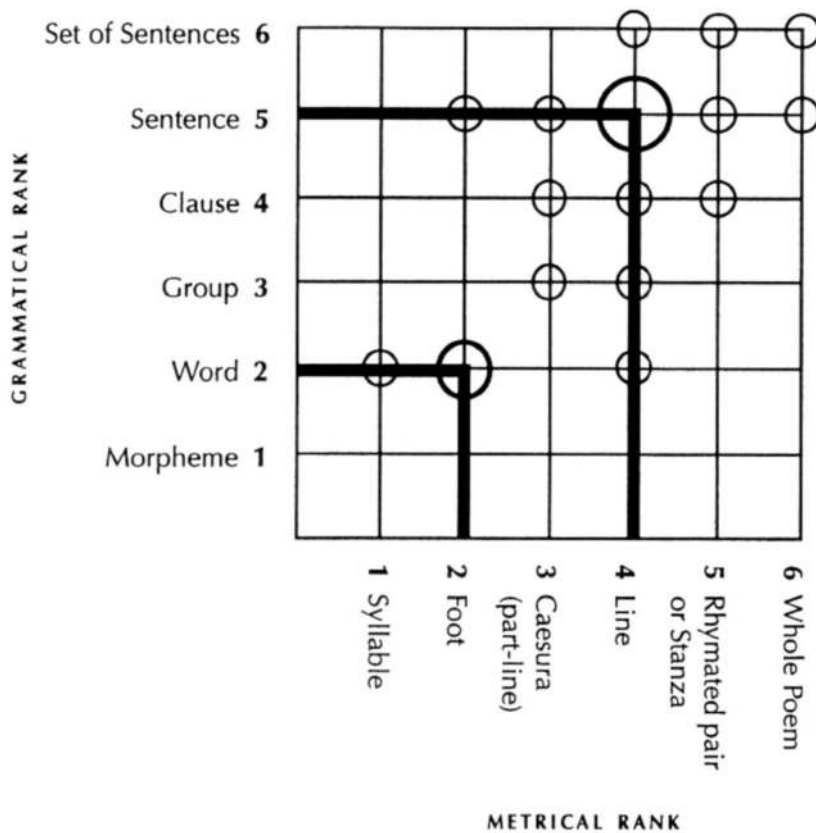 Set of Sentences 6
Sentence 5
Clause 4
Group 3
Word 2
Morpheme 1
GRAMMATICAL RANK
1 Syllable
2 Foot
3 Caesura
(part-line)
4 Line
5 Rhymated pair
or Stanza
6 Whole Poem
METRICAL RANK